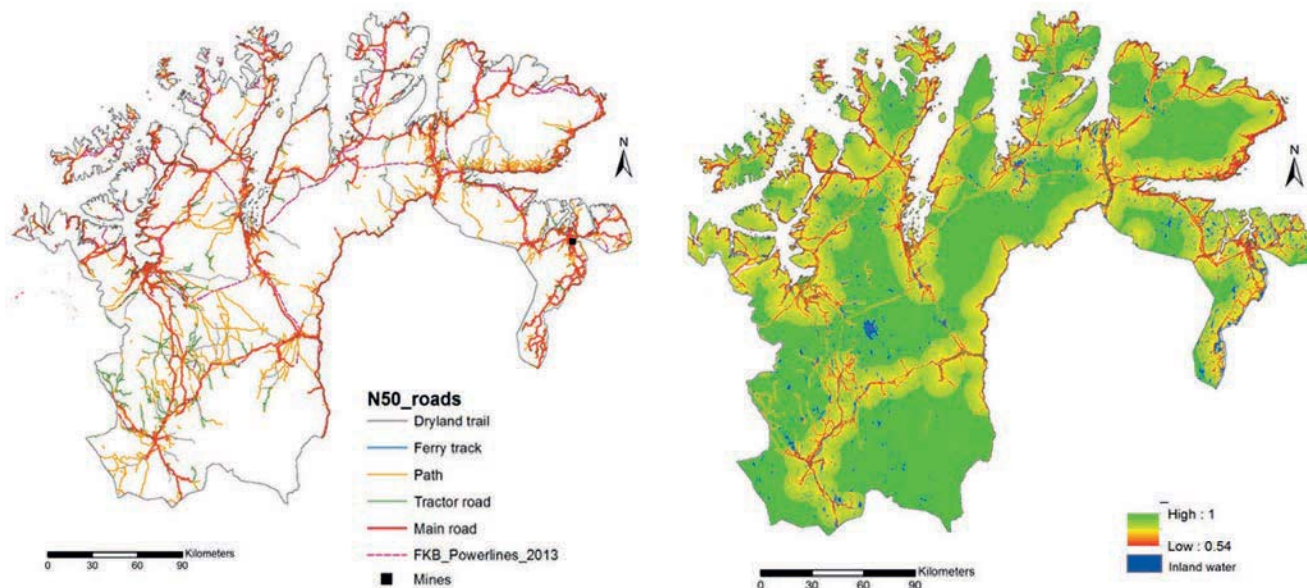 N
N50_roads
Dryland trail
Ferry track
Path
Tractor road
Main road
FKB_Powerlines_2013
Mines
Kilometers
0 30 60 90
N
High : 1
Low : 0.54
Inland water
Kilometers
0 30 60 90